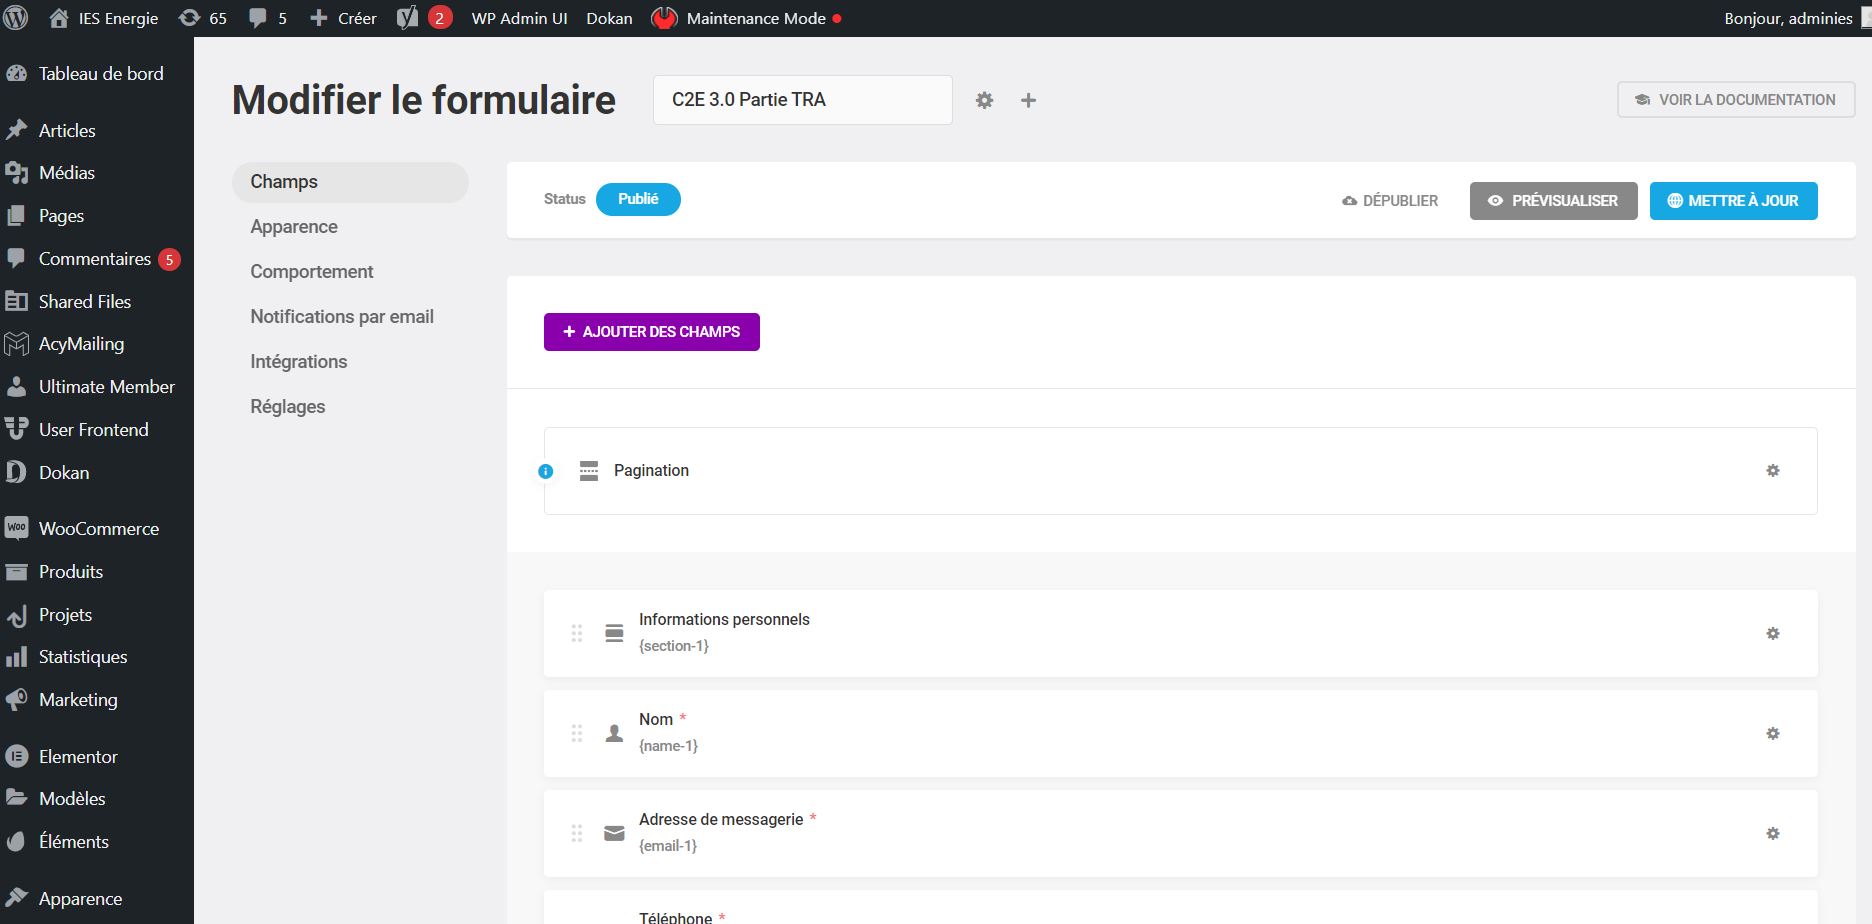 IES Energie
65
5
Créer
2
WP Admin UI
Dokan
Maintenance Mode
Bonjour, adminies
Tableau de bord
Articles
Médias
Pages
Commentaires 5
Shared Files
AcyMailing
Ultimate Member
User Frontend
Dokan
WooCommerce
Produits
Projets
Statistiques
Marketing
Elementor
Modèles
Éléments
Apparence
Modifier le formulaire
C2E 3.0 Partie TRA
VOIR LA DOCUMENTATION
Champs
Apparence
Comportement
Notifications par email
Intégrations
Réglages
Status
Publié
DÉPUBLIER
PRÉVISUALISER
METTRE À JOUR
+ AJOUTER DES CHAMPS
Pagination
Informations personnels
{section-1}
Nom *
{name-1}
Adresse de messagerie *
{email-1}
Téléphone *